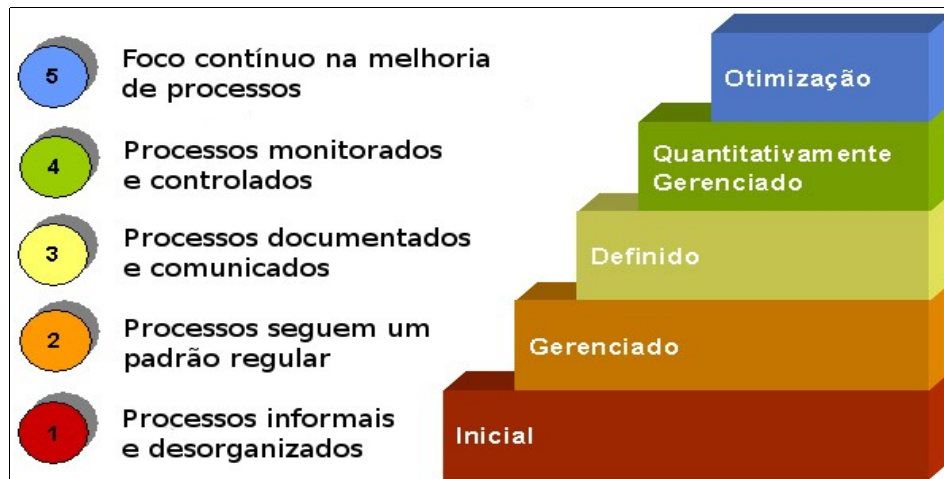 5
Foco contínuo na melhoria
de processos
Otimização
4
Processos monitorados
e controlados
Quantitativamente
Gerenciado
3
Processos documentados
e comunicados
Definido
2
Processos seguem um
padrão regular
Gerenciado
1
Processos informais
e desorganizados
Inicial